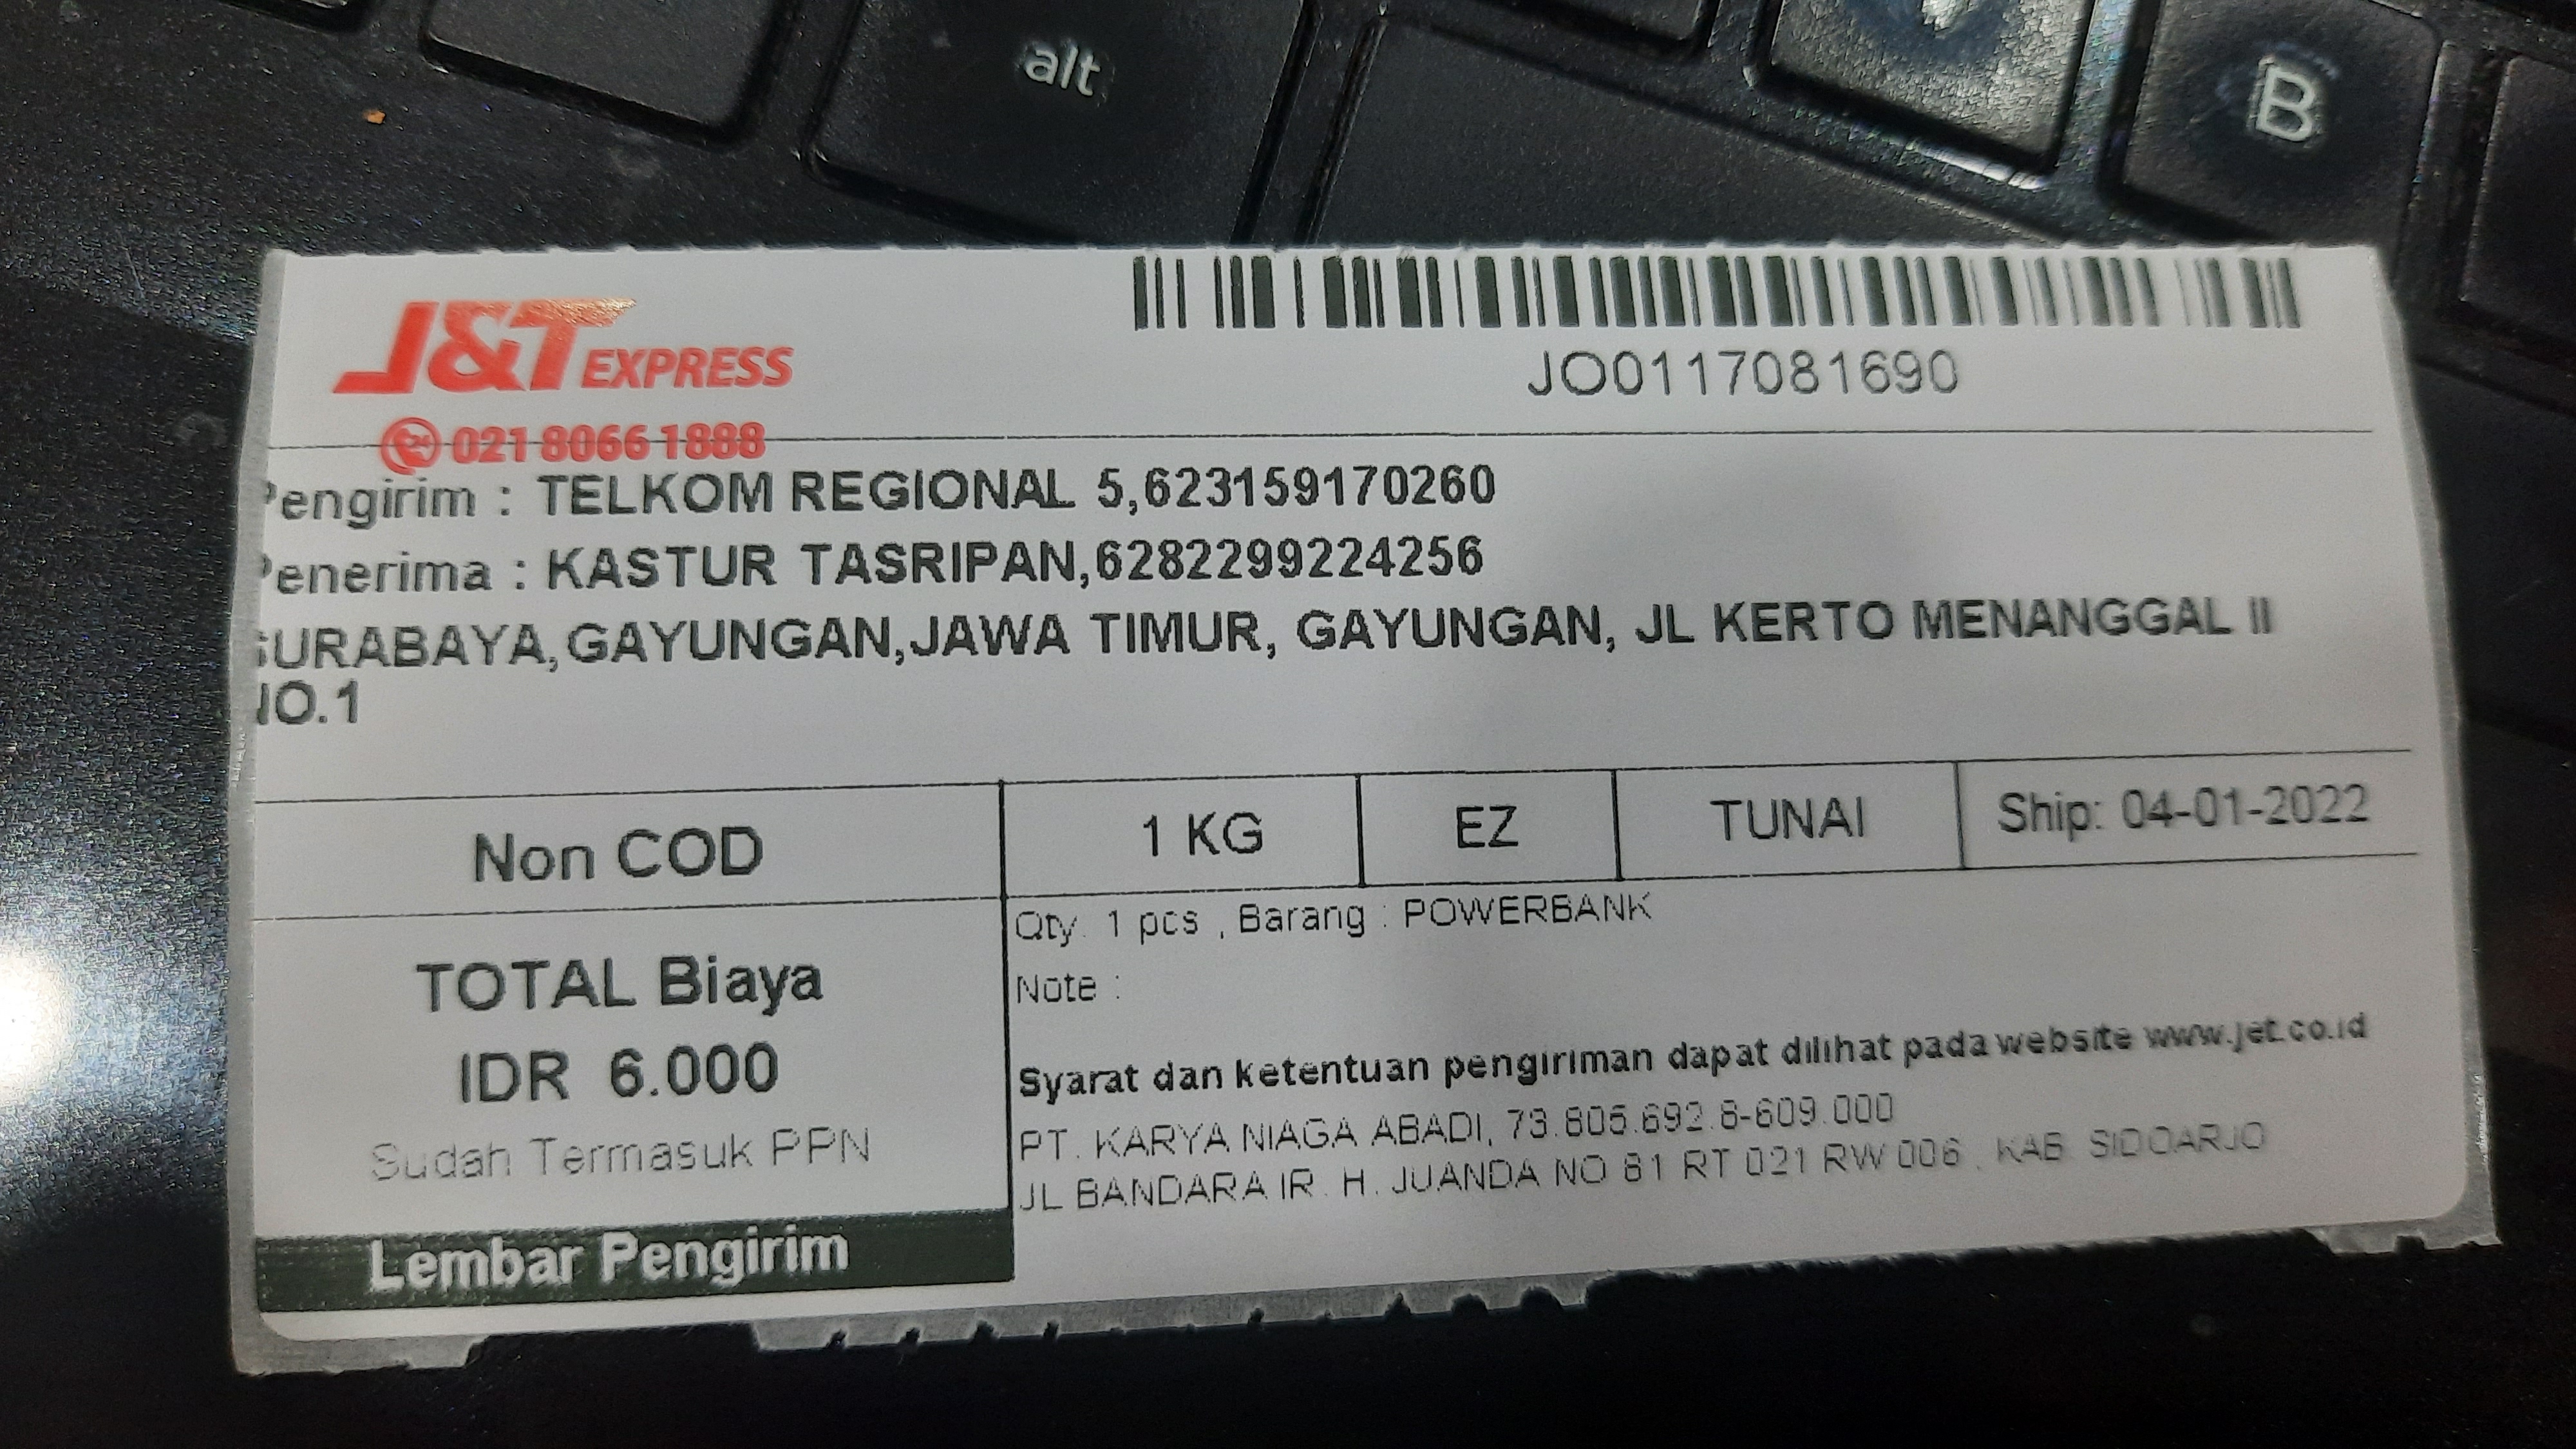 J&T EXPRESS
021-8066-1888
JO0117081690
Pengirim : TELKOM REGIONAL 5,623159170260
Penerima : KASTUR TASRIPAN,6282299224256
SURABAYA,GAYUNGAN,JAWA TIMUR, GAYUNGAN, JL KERTO MENANGGAL II
NO.1
Non COD
1 KG
EZ
TUNAI
Ship: 04-01-2022
TOTAL Biaya
IDR 6.000
Sudah Termasuk PPN
Lembar Pengirim
Qty. 1 pcs , Barang : POWERBANK
Note :
Syarat dan ketentuan pengiriman dapat dilihat pada website www.jet.co.id
PT. KARYA NIAGA ABADI, 73.805.692.8-609.000
JL BANDARA IR. H. JUANDA NO 81 RT 021 RW 006 . KAB SIDOARJO
alt
B